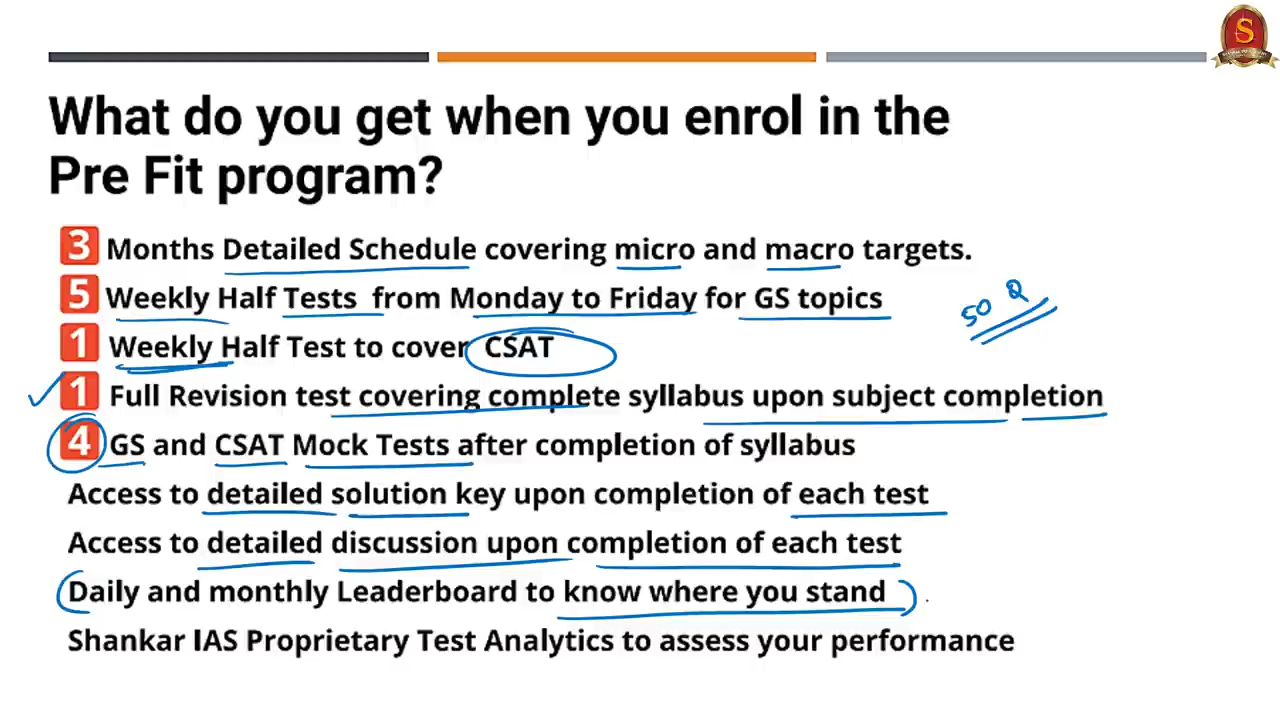 S
What do you get when you enrol in the
Pre Fit program?
3 Months Detailed Schedule covering micro and macro targets.
5 Weekly Half Tests from Monday to Friday for GS topics
50 Q
1 Weekly Half Test to cover CSAT
1 Full Revision test covering complete syllabus upon subject completion
4 GS and CSAT Mock Tests after completion of syllabus
Access to detailed solution key upon completion of each test
Access to detailed discussion upon completion of each test
Daily and monthly Leaderboard to know where you stand
Shankar IAS Proprietary Test Analytics to assess your performance